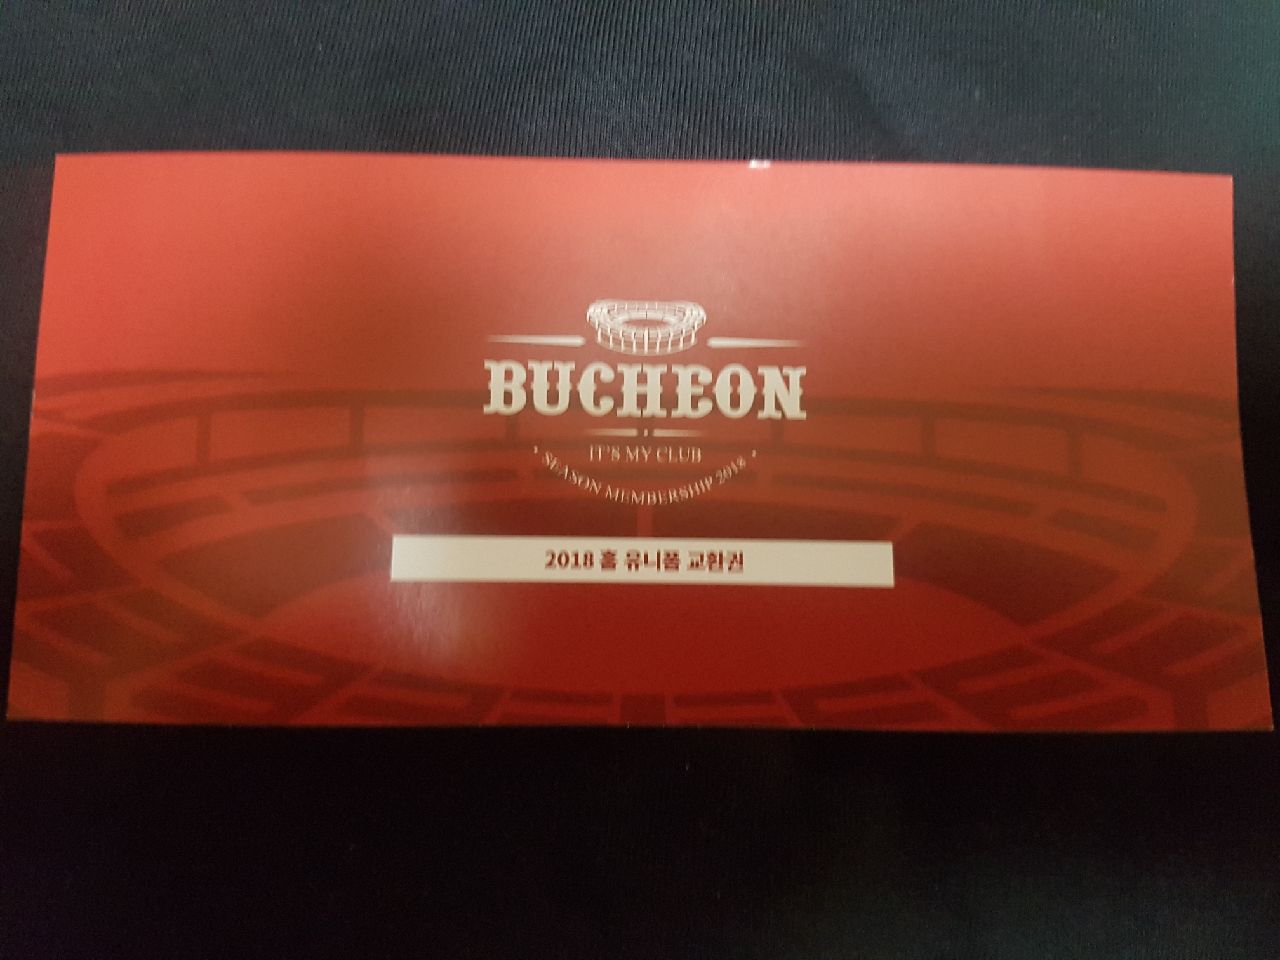 BUCHEON
IT'S MY CLUB
SEASON MEMBERSHIP 2018
2018 홈 유니폼 교환권